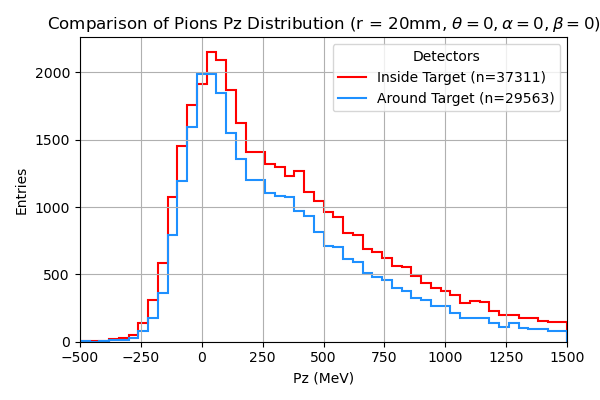 Comparison of Pions Pz Distribution (r = 20mm, θ = 0, α = 0, β = 0)
Detectors
Inside Target (n=37311)
Around Target (n=29563)
Entries
2000
1500
1000
500
0
−500 −250 0 250 500 750 1000 1250 1500
Pz (MeV)